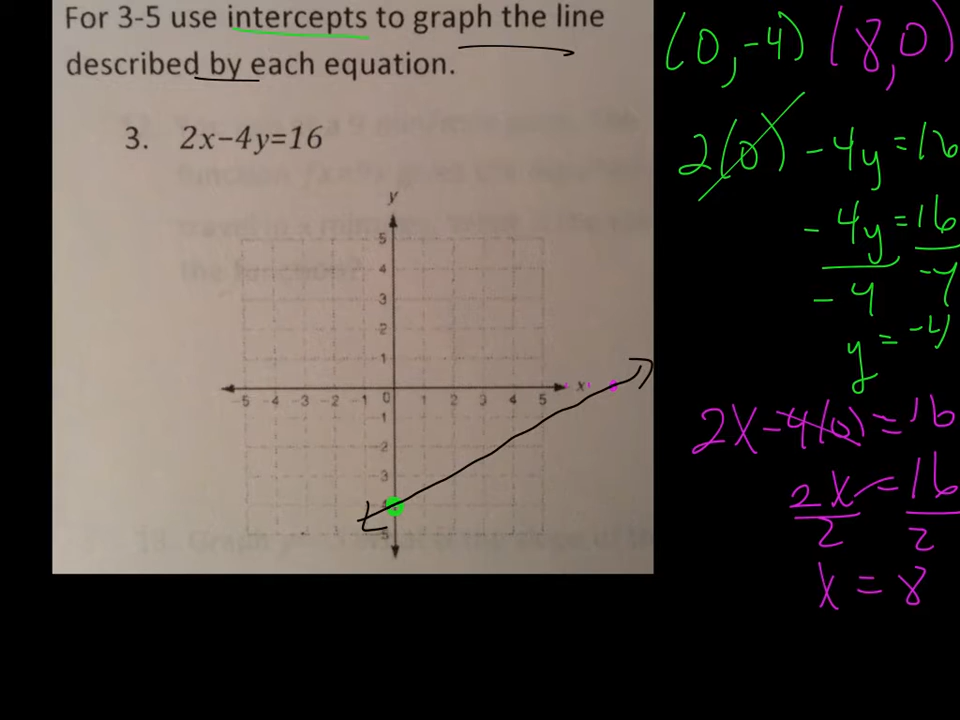 For 3-5 use intercepts to graph the line
described by each equation.
3. 2x-4y=16
y
5
4
3
2
1
-5 -4 -3 -2 -1 0 1 2 3 4 5 x
-1
-2
-3
-5
(0,-4) (8,0)
2(0) -4y=16
-4y=16
-4 -4
y=-4
2x-4(0)=16
2x=16
2 2
x=8